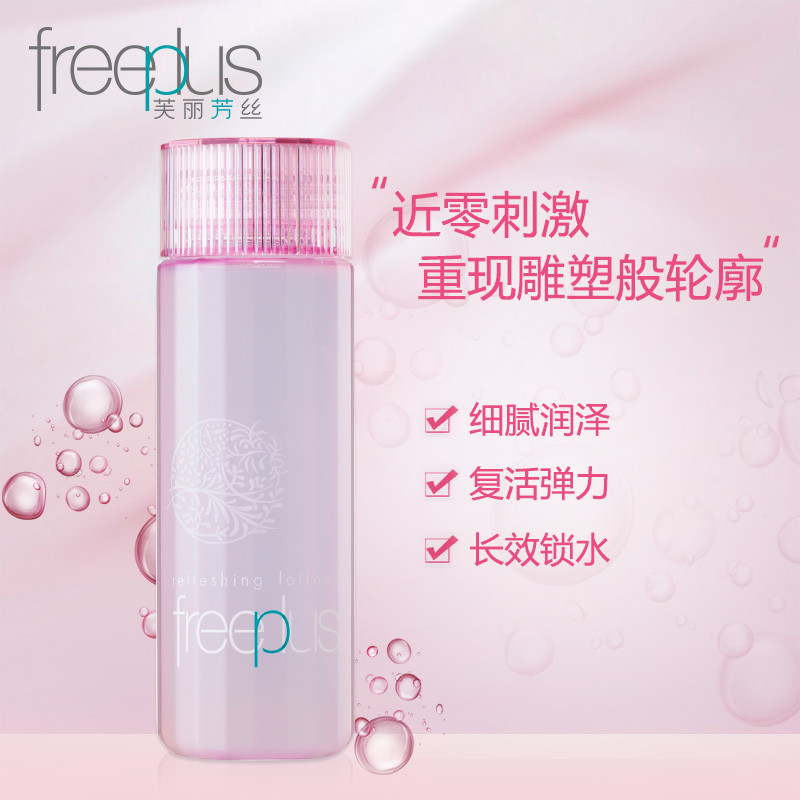 freeplus
芙丽芳丝
“近零刺激
重现雕塑般轮廓“
细腻润泽
复活弹力
长效锁水
refreshing lotion
freeplus